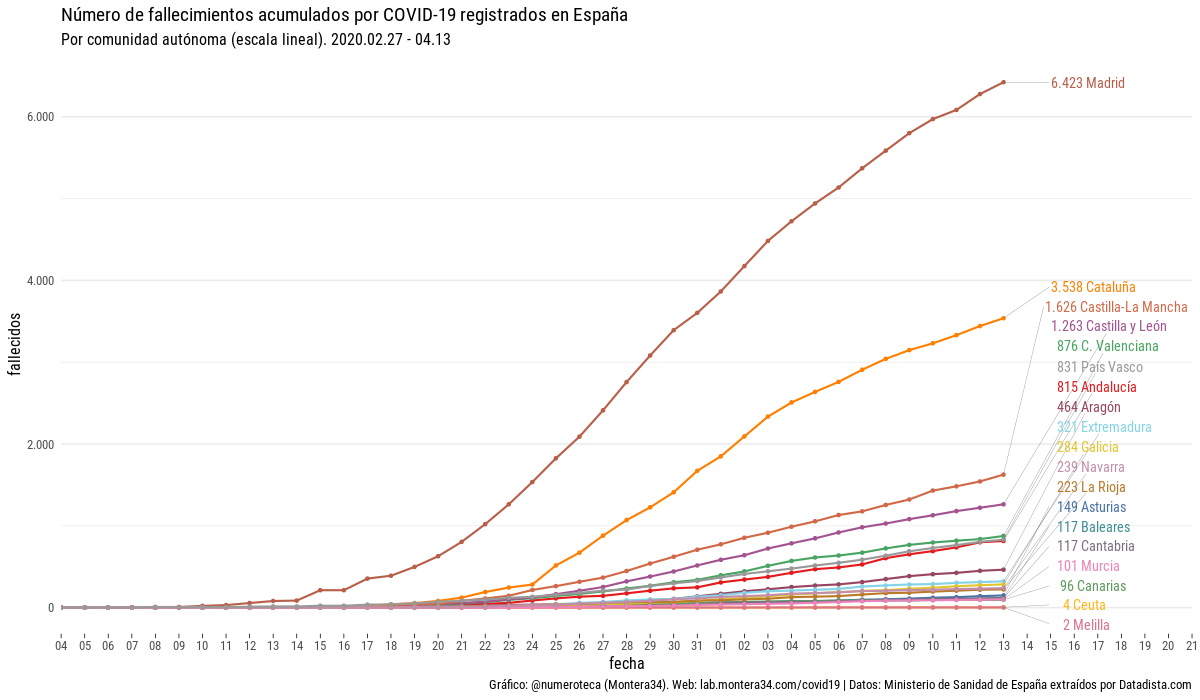 Número de fallecimientos acumulados por COVID-19 registrados en España
Por comunidad autónoma (escala lineal). 2020.02.27 - 04.13
fallecidos
6.000
4.000
2.000
0
6.423 Madrid
3.538 Cataluña
1.626 Castilla-La Mancha
1.263 Castilla y León
876 C. Valenciana
831 País Vasco
815 Andalucía
464 Aragón
321 Extremadura
284 Galicia
239 Navarra
223 La Rioja
149 Asturias
117 Baleares
117 Cantabria
101 Murcia
96 Canarias
4 Ceuta
2 Melilla
04 05 06 07 08 09 10 11 12 13 14 15 16 17 18 19 20 21 22 23 24 25 26 27 28 29 30 31 01 02 03 04 05 06 07 08 09 10 11 12 13 14 15 16 17 18 19 20 21
fecha
Gráfico: @numeroteca (Montera34). Web: lab.montera34.com/covid19 | Datos: Ministerio de Sanidad de España extraídos por Datadista.com